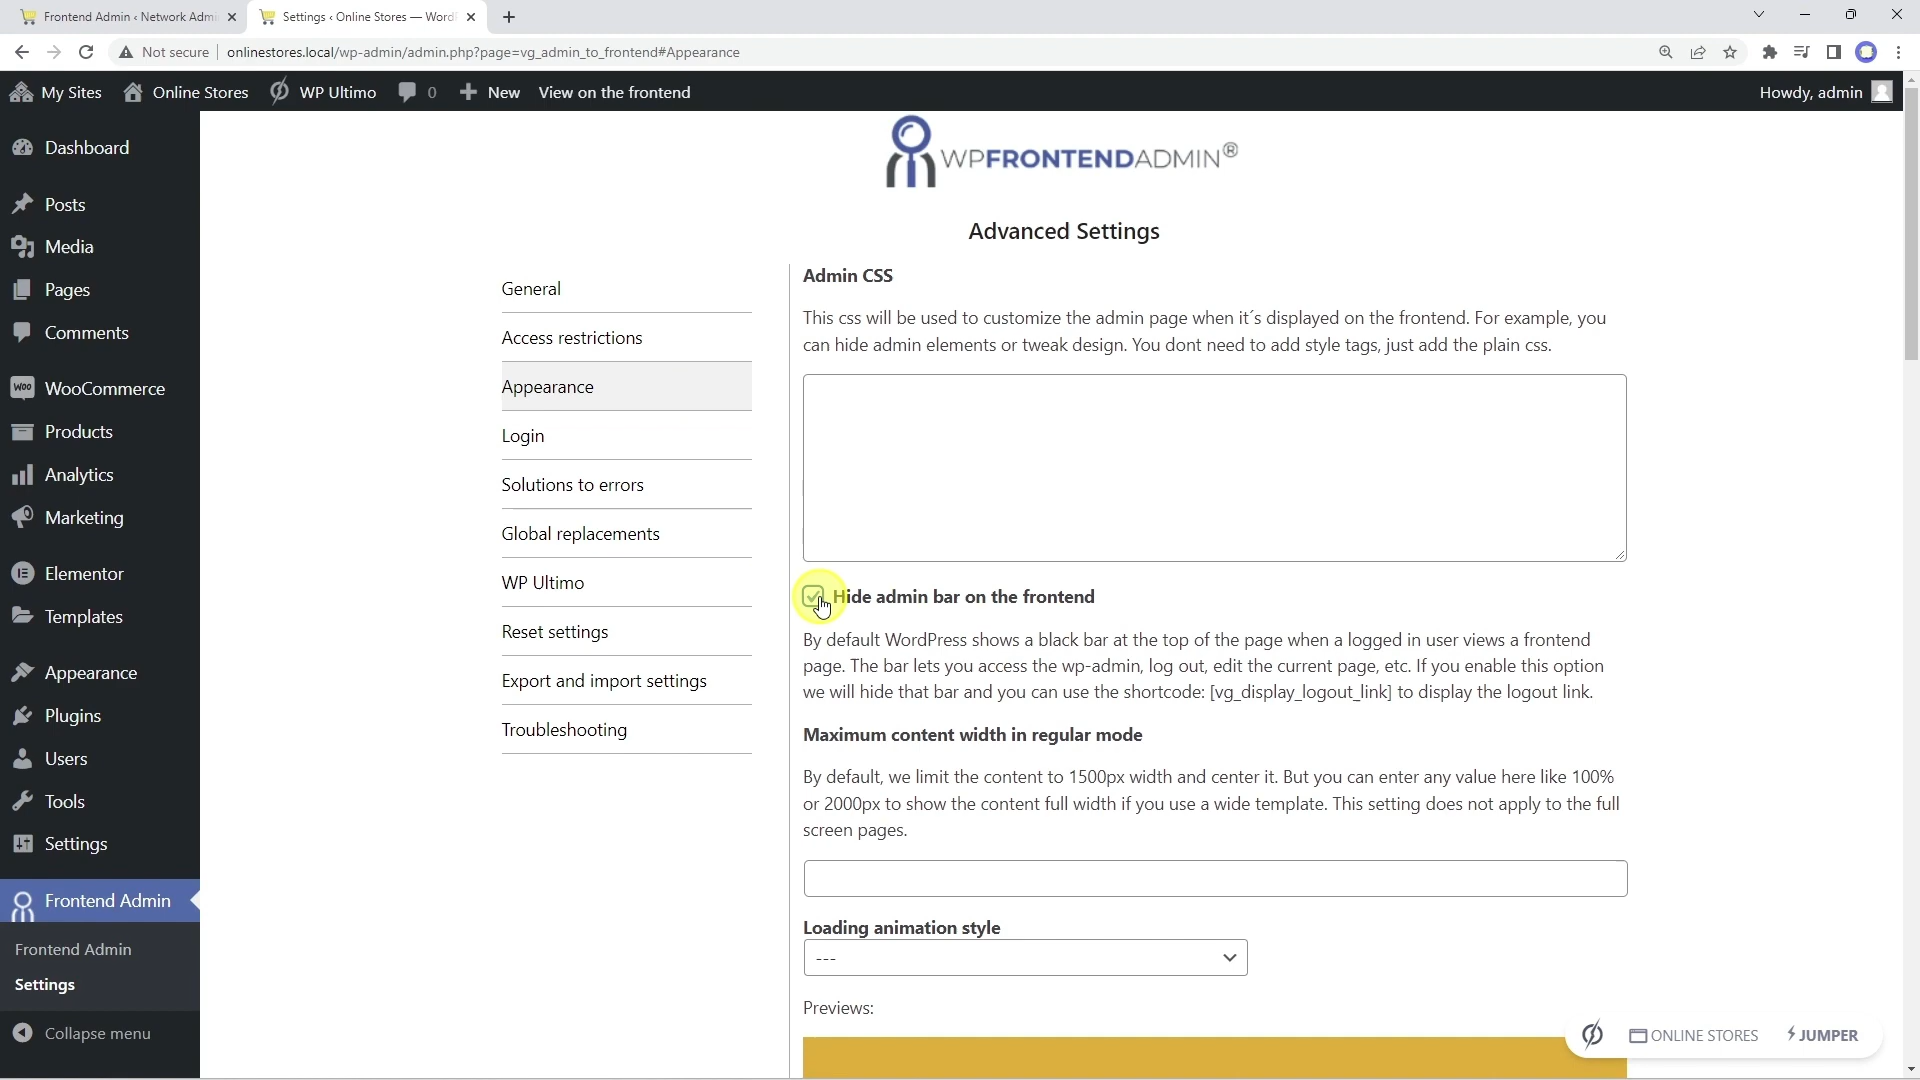 Frontend Admin ‹ Network Admi
Settings ‹ Online Stores — WordP
Not secure
onlinestores.local/wp-admin/admin.php?page=vg_admin_to_frontend#Appearance
My Sites
Online Stores
WP Ultimo
0
New
View on the frontend
Howdy, admin
Dashboard
Posts
Media
Pages
Comments
WooCommerce
Products
Analytics
Marketing
Elementor
Templates
Appearance
Plugins
Users
Tools
Settings
Frontend Admin
Frontend Admin
Settings
Collapse menu
WPFRONTENDADMIN®
Advanced Settings
General
Access restrictions
Appearance
Login
Solutions to errors
Global replacements
WP Ultimo
Reset settings
Export and import settings
Troubleshooting
Admin CSS
This css will be used to customize the admin page when it´s displayed on the frontend. For example, you
can hide admin elements or tweak design. You dont need to add style tags, just add the plain css.
Hide admin bar on the frontend
By default WordPress shows a black bar at the top of the page when a logged in user views a frontend
page. The bar lets you access the wp-admin, log out, edit the current page, etc. If you enable this option
we will hide that bar and you can use the shortcode: [vg_display_logout_link] to display the logout link.
Maximum content width in regular mode
By default, we limit the content to 1500px width and center it. But you can enter any value here like 100%
or 2000px to show the content full width if you use a wide template. This setting does not apply to the full
screen pages.
Loading animation style
---
Previews:
ONLINE STORES
JUMPER